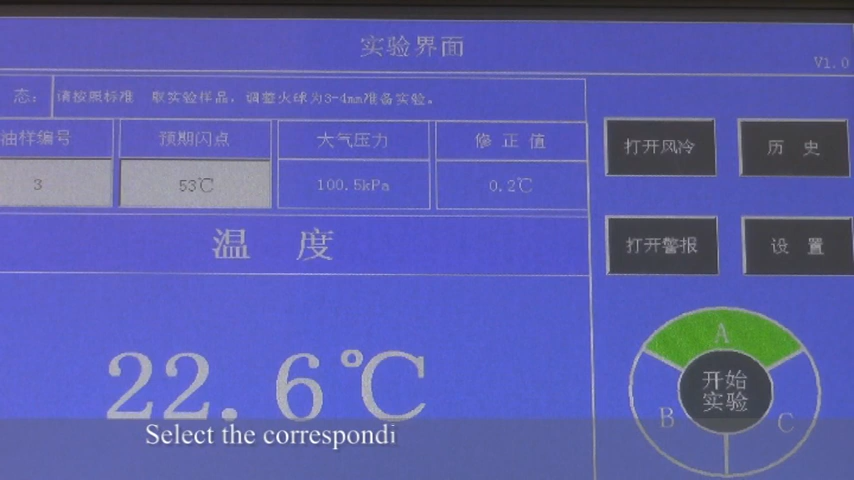 实验界面
V1.0
态: 请按照标准 取实验样品，调整火球为3-4mm准备实验。
油样编号 预期闪点 大气压力 修正值
3 53℃ 100.5kPa 0.2℃
打开风冷 历史
打开警报 设置
温度
22.6℃
A
开始
实验
B C
Select the correspondi